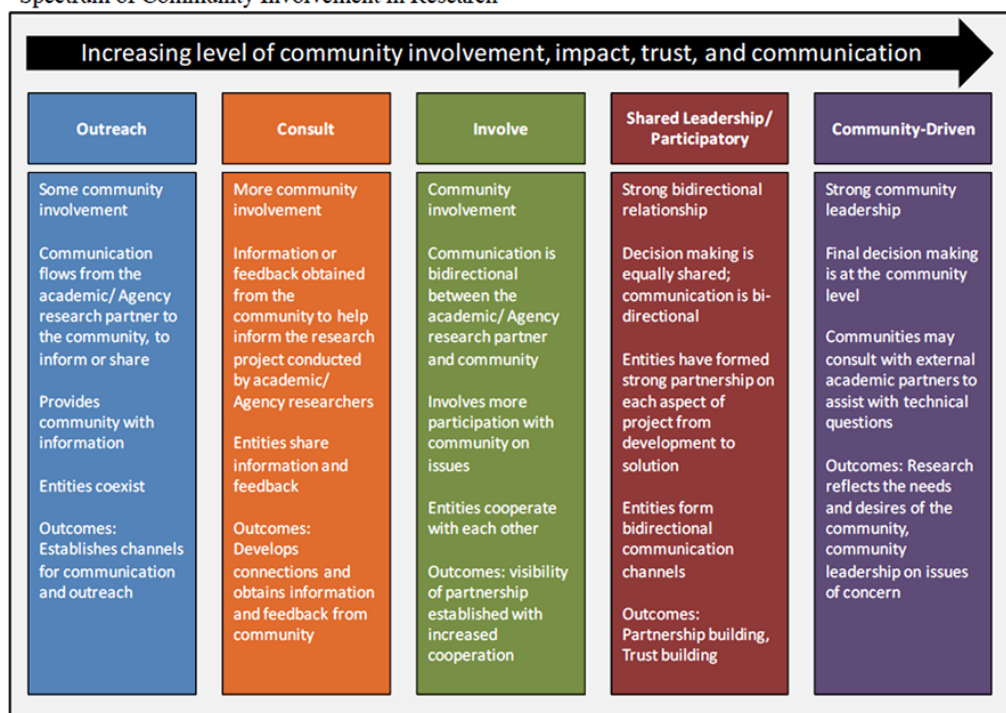 Spectrum of Community Involvement in Research
Increasing level of community involvement, impact, trust, and communication
Outreach
Some community
involvement
Communication
flows from the
academic/ Agency
research partner to
the community, to
inform or share
Provides
community with
information
Entities coexist
Outcomes:
Establishes channels
for communication
and outreach
Consult
More community
involvement
Information or
feedback obtained
from the
community to help
inform the research
project conducted
by academic/
Agency researchers
Entities share
information and
feedback
Outcomes:
Develops
connections and
obtains information
and feedback from
community
Involve
Community
involvement
Communication is
bidirectional
between the
academic/ Agency
research partner
and community
Involves more
participation with
community on
issues
Entities cooperate
with each other
Outcomes: visibility
of partnership
established with
increased
cooperation
Shared Leadership/
Participatory
Strong bidirectional
relationship
Decision making is
equally shared;
communication is bi-
directional
Entities have formed
strong partnership on
each aspect of
project from
development to
solution
Entities form
bidirectional
communication
channels
Outcomes:
Partnership building,
Trust building
Community-Driven
Strong community
leadership
Final decision making
is at the community
level
Communities may
consult with external
academic partners to
assist with technical
questions
Outcomes: Research
reflects the needs
and desires of the
community,
community
leadership on issues
of concern